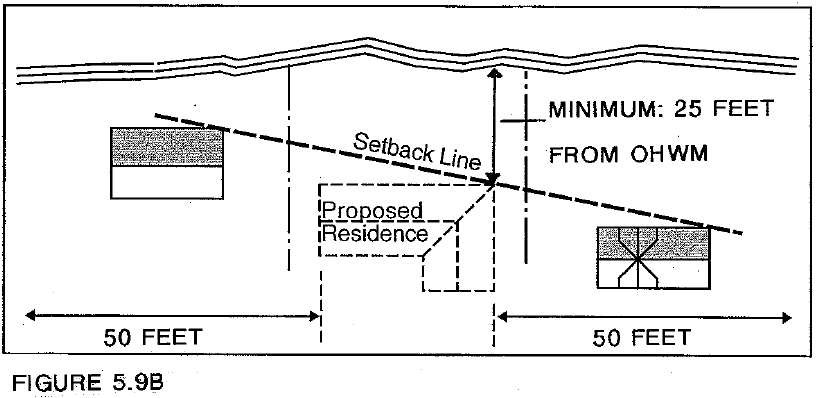 MINIMUM: 25 FEET
FROM OHWM
Setback Line
Proposed
Residence
50 FEET
50 FEET
FIGURE 5.9B